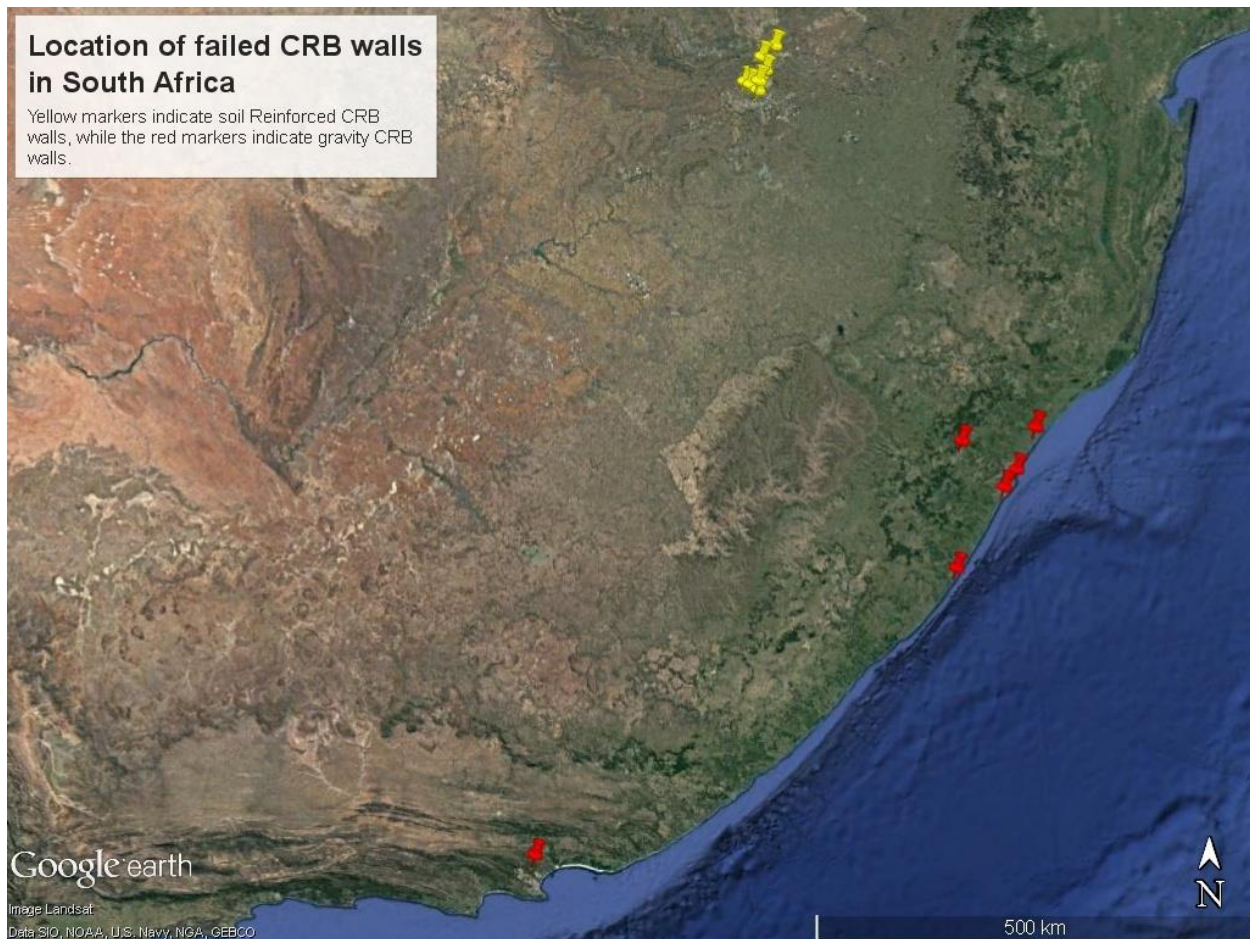 Location of failed CRB walls
in South Africa
Yellow markers indicate soil Reinforced CRB
walls, while the red markers indicate gravity CRB
walls.
Google earth
Image Landsat
Data SIO, NOAA, U.S. Navy, NGA, GEBCO
500 km
N